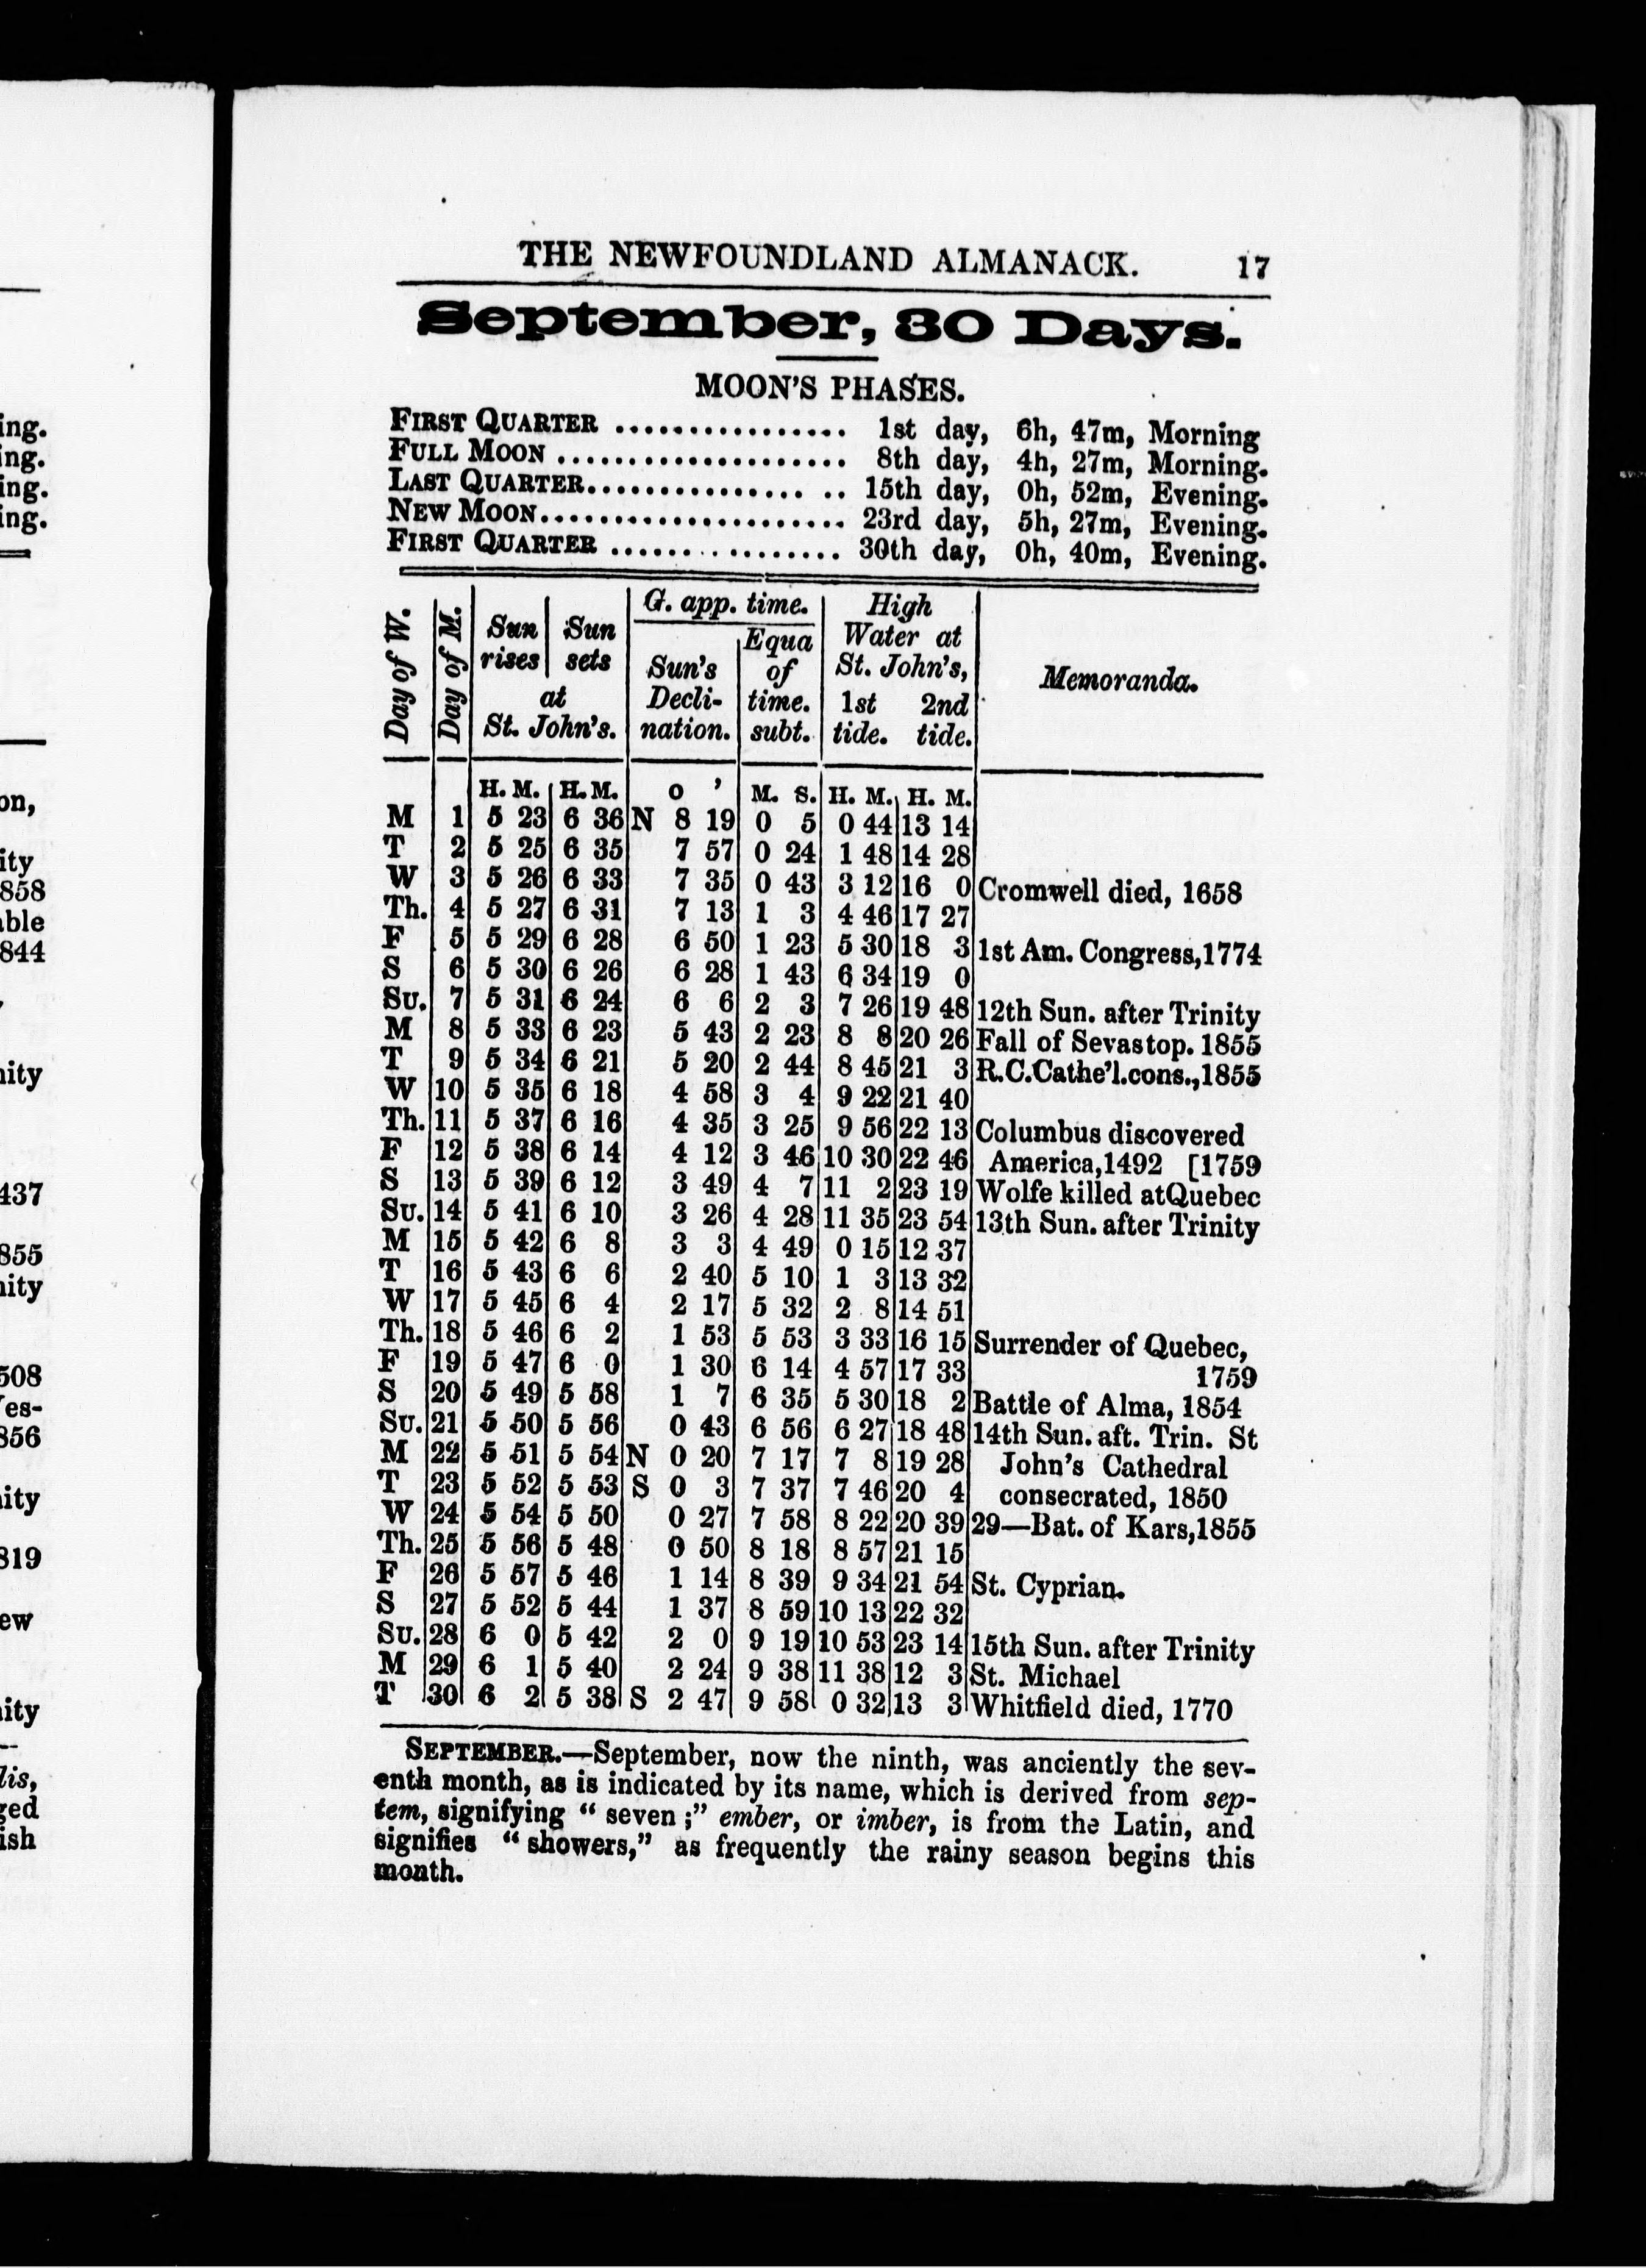 ing.
ing.
ing.
ing.
on,
ity
858
able
844
nity
437
855
nity
508
Ves-
856
nity
819
ew
nity
lis,
ged
ish
THE NEWFOUNDLAND ALMANACK. 17
September, 30 Days.
MOON'S PHASES.
FIRST QUARTER ................ 1st day, 6h, 47m, Morning
FULL MOON .................... 8th day, 4h, 27m, Morning.
LAST QUARTER............... .. 15th day, 0h, 52m, Evening.
NEW MOON..................... 23rd day, 5h, 27m, Evening.
FIRST QUARTER ................ 30th day, 0h, 40m, Evening.
Day of W. Day of M. Sun rises Sun sets at St. John's. G. app. time. Sun's Decli- nation. Equa of time. subt. High Water at St. John's, 1st tide. 2nd tide. Memoranda.
H. M. H. M. o ' M. S. H. M. H. M.
M 1 5 23 6 36 N 8 19 0 5 0 44 13 14
T 2 5 25 6 35 7 57 0 24 1 48 14 28
W 3 5 26 6 33 7 35 0 43 3 12 16 0 Cromwell died, 1658
Th. 4 5 27 6 31 7 13 1 3 4 46 17 27
F 5 5 29 6 28 6 50 1 23 5 30 18 3 1st Am. Congress, 1774
S 6 5 30 6 26 6 28 1 43 6 34 19 0
Su. 7 5 31 6 24 6 6 2 3 7 26 19 48 12th Sun. after Trinity
M 8 5 33 6 23 5 43 2 23 8 8 20 26 Fall of Sevastop. 1855
T 9 5 34 6 21 5 20 2 44 8 45 21 3 R.C.Cathe'l.cons.,1855
W 10 5 35 6 18 4 58 3 4 9 22 21 40
Th. 11 5 37 6 16 4 35 3 25 9 56 22 13 Columbus discovered
F 12 5 38 6 14 4 12 3 46 10 30 22 46 America,1492 [1759
S 13 5 39 6 12 3 49 4 7 11 2 23 19 Wolfe killed at Quebec
Su. 14 5 41 6 10 3 26 4 28 11 35 23 54 13th Sun. after Trinity
M 15 5 42 6 8 3 3 4 49 0 15 12 37
T 16 5 43 6 6 2 40 5 10 1 3 13 32
W 17 5 45 6 4 2 17 5 32 2 8 14 51
Th. 18 5 46 6 2 1 53 5 53 3 33 16 15 Surrender of Quebec,
F 19 5 47 6 0 1 30 6 14 4 57 17 33 1759
S 20 5 49 5 58 1 7 6 35 5 30 18 2 Battle of Alma, 1854
Su. 21 5 50 5 56 0 43 6 56 6 27 18 48 14th Sun. aft. Trin. St
M 22 5 51 5 54 N 0 20 7 17 7 8 19 28 John's Cathedral
T 23 5 52 5 53 S 0 3 7 37 7 46 20 4 consecrated, 1850
W 24 5 54 5 50 0 27 7 58 8 22 20 39 29—Bat. of Kars,1855
Th. 25 5 56 5 48 0 50 8 18 8 57 21 15
F 26 5 57 5 46 1 14 8 39 9 34 21 54 St. Cyprian.
S 27 5 52 5 44 1 37 8 59 10 13 22 32
Su. 28 6 0 5 42 2 0 9 19 10 53 23 14 15th Sun. after Trinity
M 29 6 1 5 40 2 24 9 38 11 38 12 3 St. Michael
T 30 6 2 5 38 S 2 47 9 58 0 32 13 3 Whitfield died, 1770
SEPTEMBER.—September, now the ninth, was anciently the sev-
enth month, as is indicated by its name, which is derived from sep-
tem, signifying " seven ;" ember, or imber, is from the Latin, and
signifies " showers," as frequently the rainy season begins this
month.